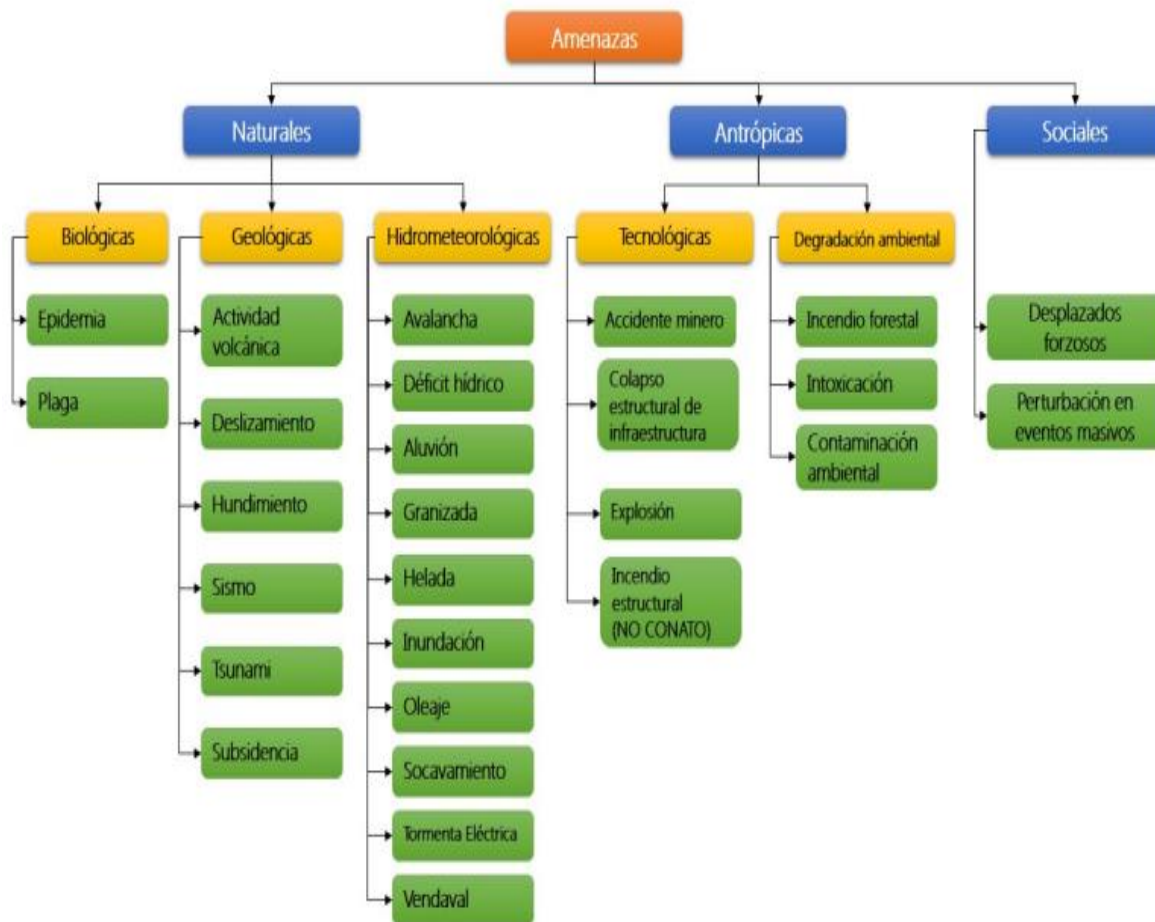 Amenazas
Naturales
Antrópicas
Sociales
Biológicas
Geológicas
Hidrometeorológicas
Tecnológicas
Degradación ambiental
Epidemia
Plaga
Actividad
volcánica
Deslizamiento
Hundimiento
Sismo
Tsunami
Subsidencia
Avalancha
Déficit hídrico
Aluvión
Granizada
Helada
Inundación
Oleaje
Socavamiento
Tormenta Eléctrica
Vendaval
Accidente minero
Colapso
estructural de
infraestructura
Explosión
Incendio
estructural
(NO CONATO)
Incendio forestal
Intoxicación
Contaminación
ambiental
Desplazados
forzosos
Perturbación en
eventos masivos